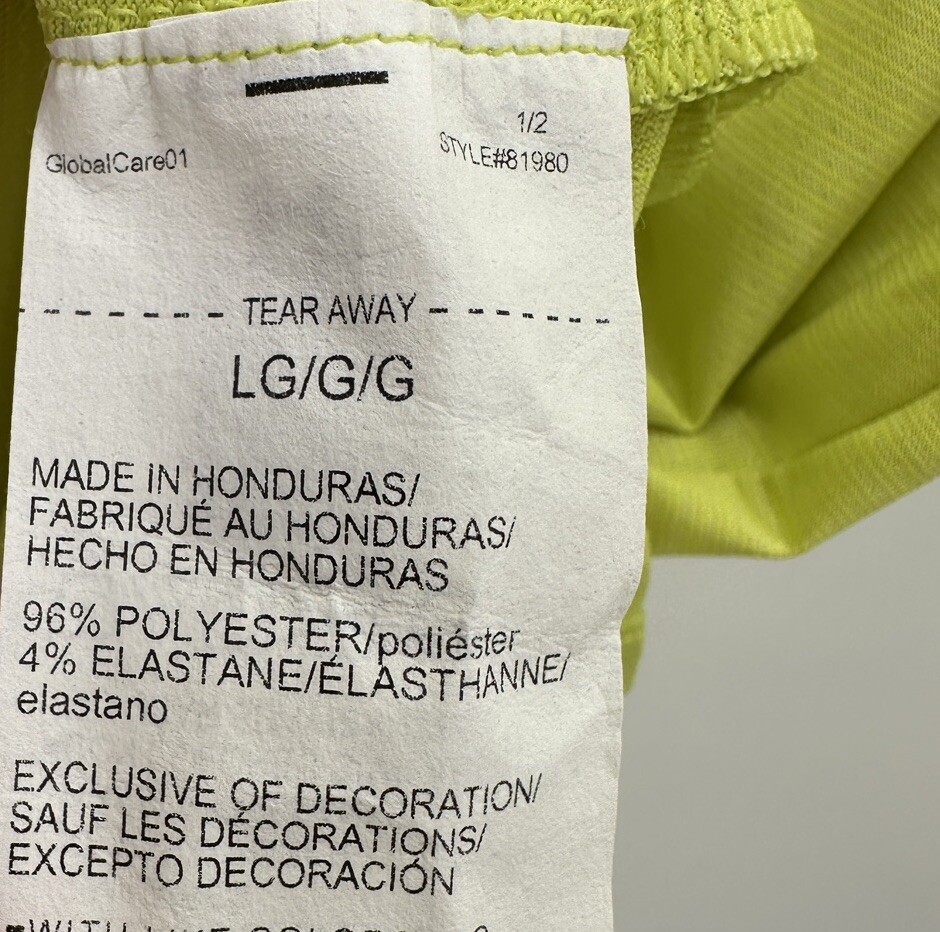 1/2
GlobalCare01 STYLE#81980
TEAR AWAY
LG/G/G
MADE IN HONDURAS/
FABRIQUÉ AU HONDURAS/
HECHO EN HONDURAS
96% POLYESTER/poliéster
4% ELASTANE/ÉLASTHANNE/
elastano
EXCLUSIVE OF DECORATION/
SAUF LES DÉCORATIONS/
EXCEPTO DECORACIÓN